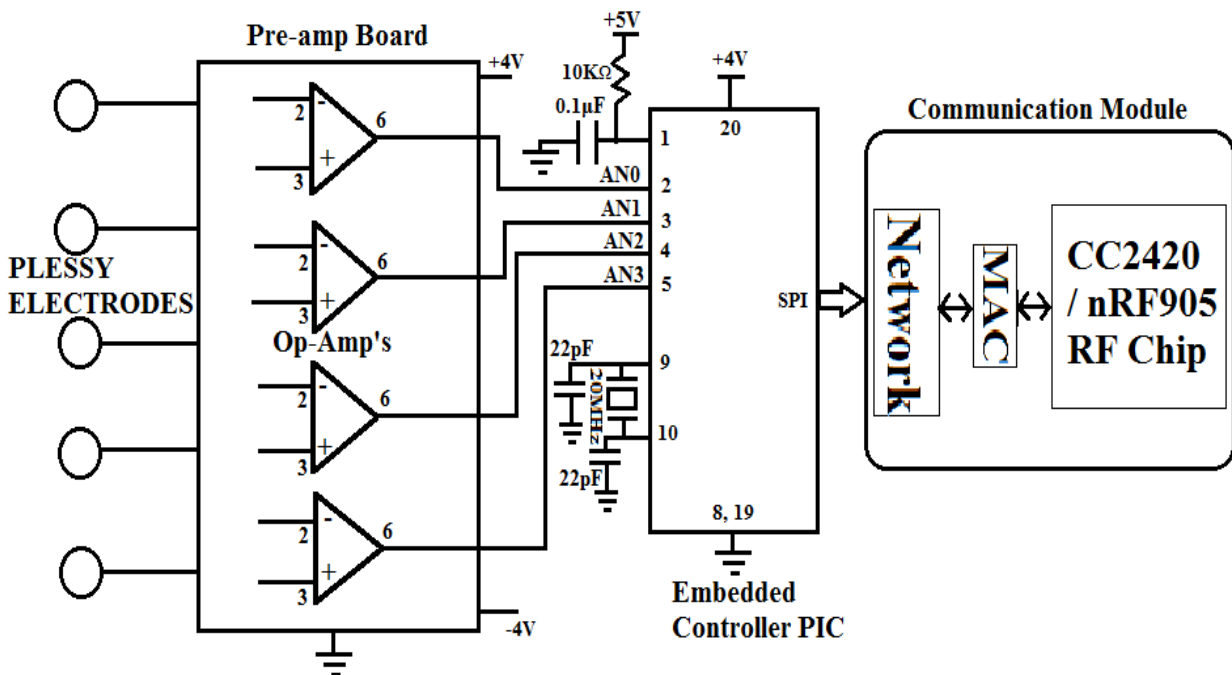 Pre-amp Board
+4V
2
-
6
3
+
2
-
6
3
+
Op-Amp's
2
-
6
3
+
2
-
6
3
+
-4V
PLESSY
ELECTRODES
+5V
10KΩ
0.1µF
+4V
20
1
AN0
2
AN1
3
AN2
4
AN3
5
SPI
22pF
9
20MHz
10
22pF
8, 19
Embedded
Controller PIC
Communication Module
Network
MAC
CC2420
/ nRF905
RF Chip